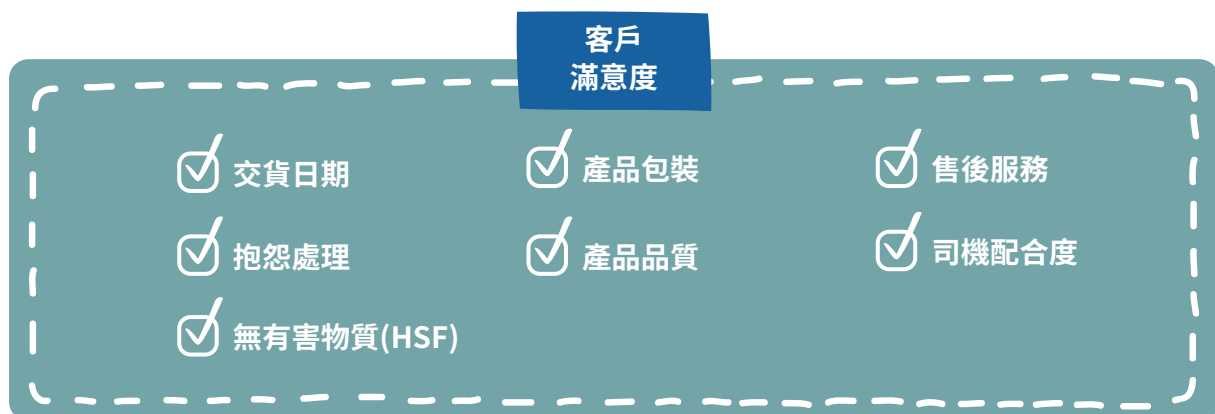 客戶
滿意度
交貨日期
產品包裝
售後服務
抱怨處理
產品品質
司機配合度
無有害物質(HSF)